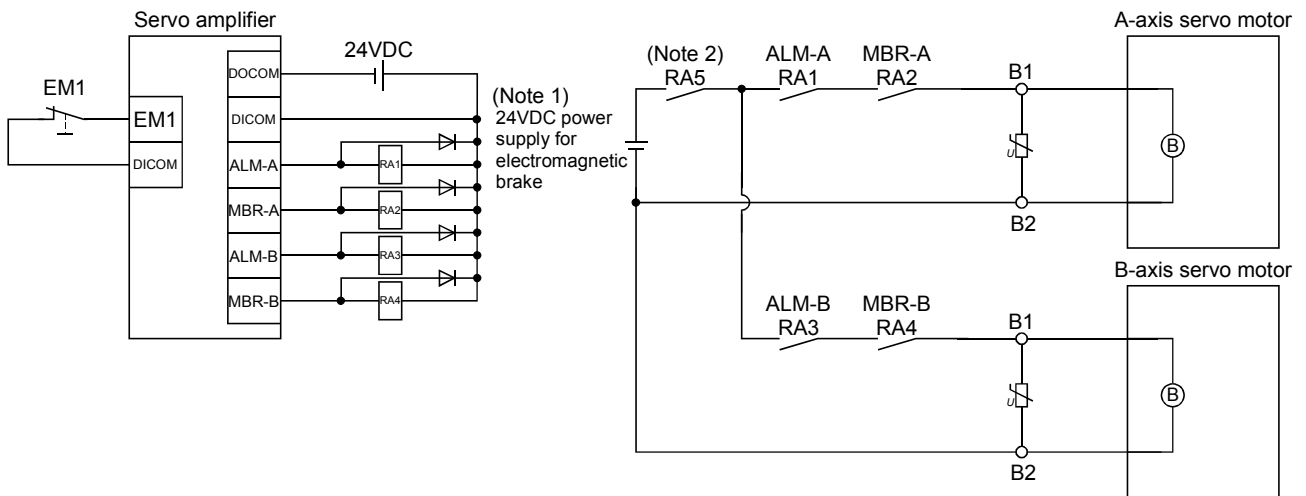 Servo amplifier
EM1
EM1
DICOM
DOCOM
DICOM
ALM-A
MBR-A
ALM-B
MBR-B
24VDC
RA1
RA2
RA3
RA4
(Note 1)
24VDC power
supply for
electromagnetic
brake
(Note 2)
RA5
ALM-A
RA1
MBR-A
RA2
B1
U
B2
A-axis servo motor
B
ALM-B
RA3
MBR-B
RA4
B1
U
B2
B-axis servo motor
B